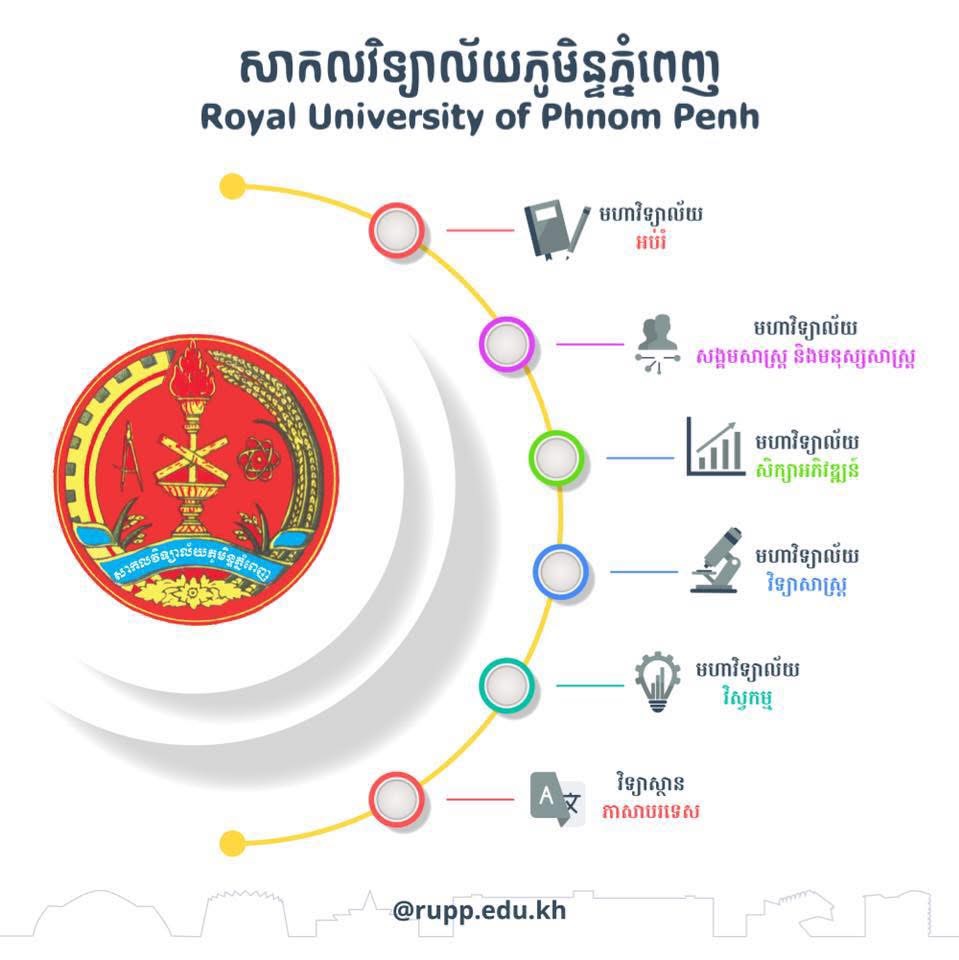 សាកលវិទ្យាល័យភូមិន្ទភ្នំពេញ
Royal University of Phnom Penh
មហាវិទ្យាល័យ
អប់រំ
មហាវិទ្យាល័យ
សង្គមសាស្ត្រ និងមនុស្សសាស្ត្រ
មហាវិទ្យាល័យ
សិក្សាអភិវឌ្ឍន៍
មហាវិទ្យាល័យ
វិទ្យាសាស្ត្រ
មហាវិទ្យាល័យ
វិស្វកម្ម
វិទ្យាស្ថាន
ភាសាបរទេស
សាកលវិទ្យាល័យភូមិន្ទភ្នំពេញ
A 文
@rupp.edu.kh